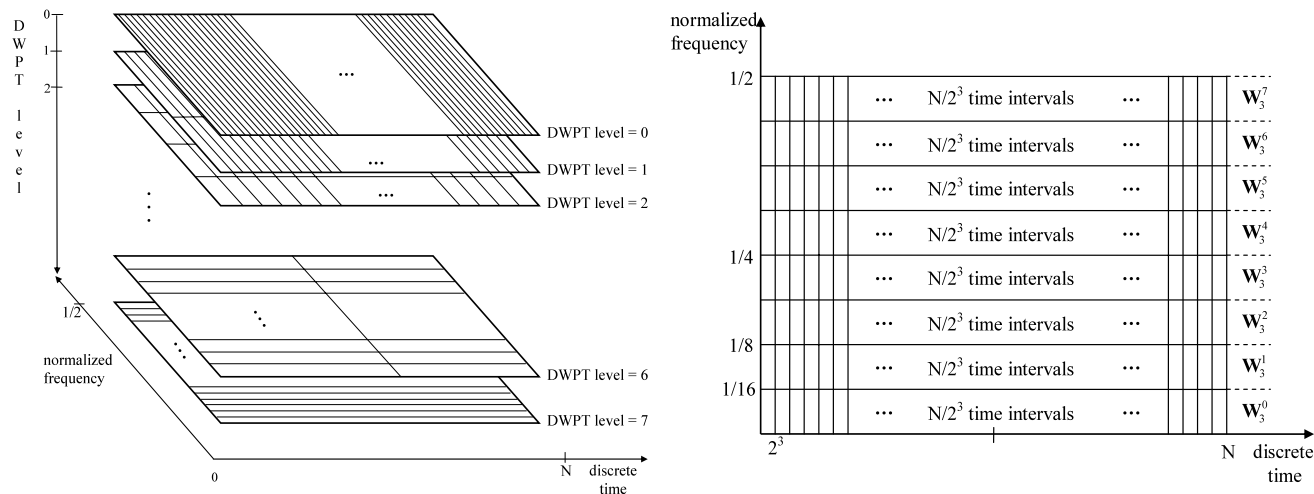 DWPT level
0
1
2
...
DWPT level = 0
...
DWPT level = 1
...
DWPT level = 2
...
...
DWPT level = 6
...
DWPT level = 7
1/2
normalized
frequency
0
N discrete
time
normalized
frequency
1/2
... N/2³ time intervals ... W₃⁷
... N/2³ time intervals ... W₃⁶
... N/2³ time intervals ... W₃⁵
... N/2³ time intervals ... W₃⁴
1/4
... N/2³ time intervals ... W₃³
... N/2³ time intervals ... W₃²
1/8
... N/2³ time intervals ... W₃¹
1/16
... N/2³ time intervals ... W₃⁰
2³
N discrete
time